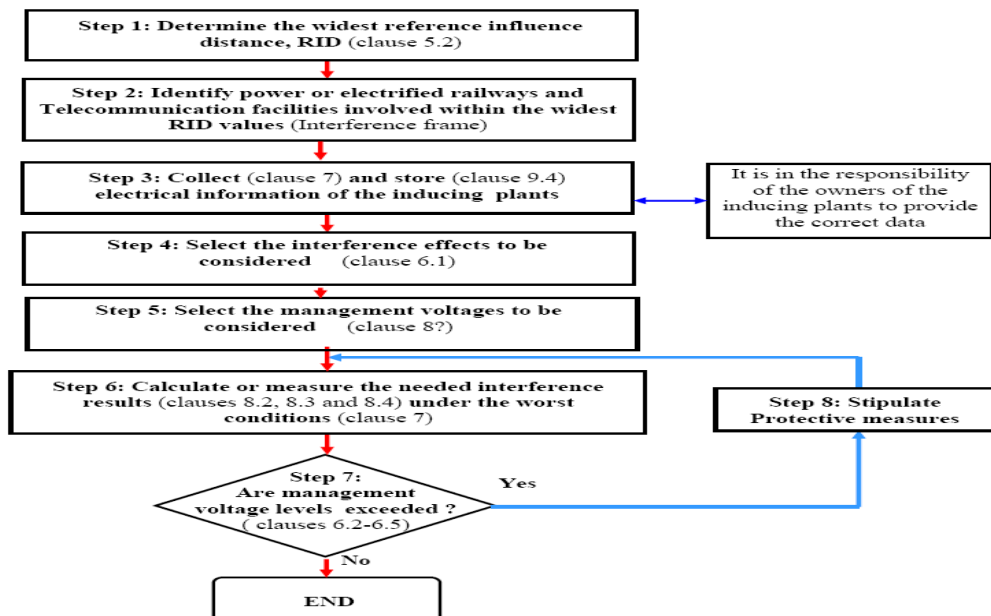 Step 1: Determine the widest reference influence
distance, RID (clause 5.2)
Step 2: Identify power or electrified railways and
Telecommunication facilities involved within the widest
RID values (Interference frame)
Step 3: Collect (clause 7) and store (clause 9.4)
electrical information of the inducing plants
It is in the responsibility
of the owners of the
inducing plants to provide
the correct data
Step 4: Select the interference effects to be
considered (clause 6.1)
Step 5: Select the management voltages to be
considered (clause 8?)
Step 6: Calculate or measure the needed interference
results (clauses 8.2, 8.3 and 8.4) under the worst
conditions (clause 7)
Step 8: Stipulate
Protective measures
Step 7:
Are management
voltage levels exceeded ?
( clauses 6.2-6.5)
Yes
No
END